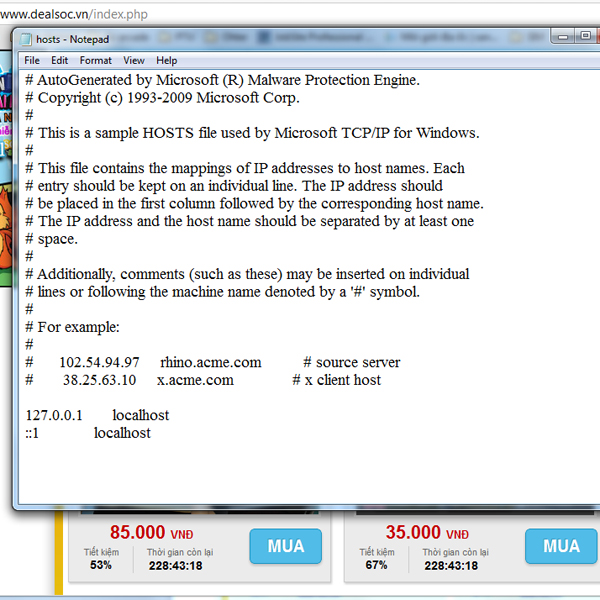 www.dealsoc.vn/index.php
hosts - Notepad
File Edit Format View Help
# AutoGenerated by Microsoft (R) Malware Protection Engine.
# Copyright (c) 1993-2009 Microsoft Corp.
#
# This is a sample HOSTS file used by Microsoft TCP/IP for Windows.
#
# This file contains the mappings of IP addresses to host names. Each
# entry should be kept on an individual line. The IP address should
# be placed in the first column followed by the corresponding host name.
# The IP address and the host name should be separated by at least one
# space.
#
# Additionally, comments (such as these) may be inserted on individual
# lines or following the machine name denoted by a '#' symbol.
#
# For example:
#
# 102.54.94.97 rhino.acme.com # source server
# 38.25.63.10 x.acme.com # x client host
127.0.0.1 localhost
::1 localhost
85.000 VNĐ
Tiết kiệm Thời gian còn lại
53% 228:43:18
MUA
35.000 VNĐ
Tiết kiệm Thời gian còn lại
67% 228:43:18
MUA